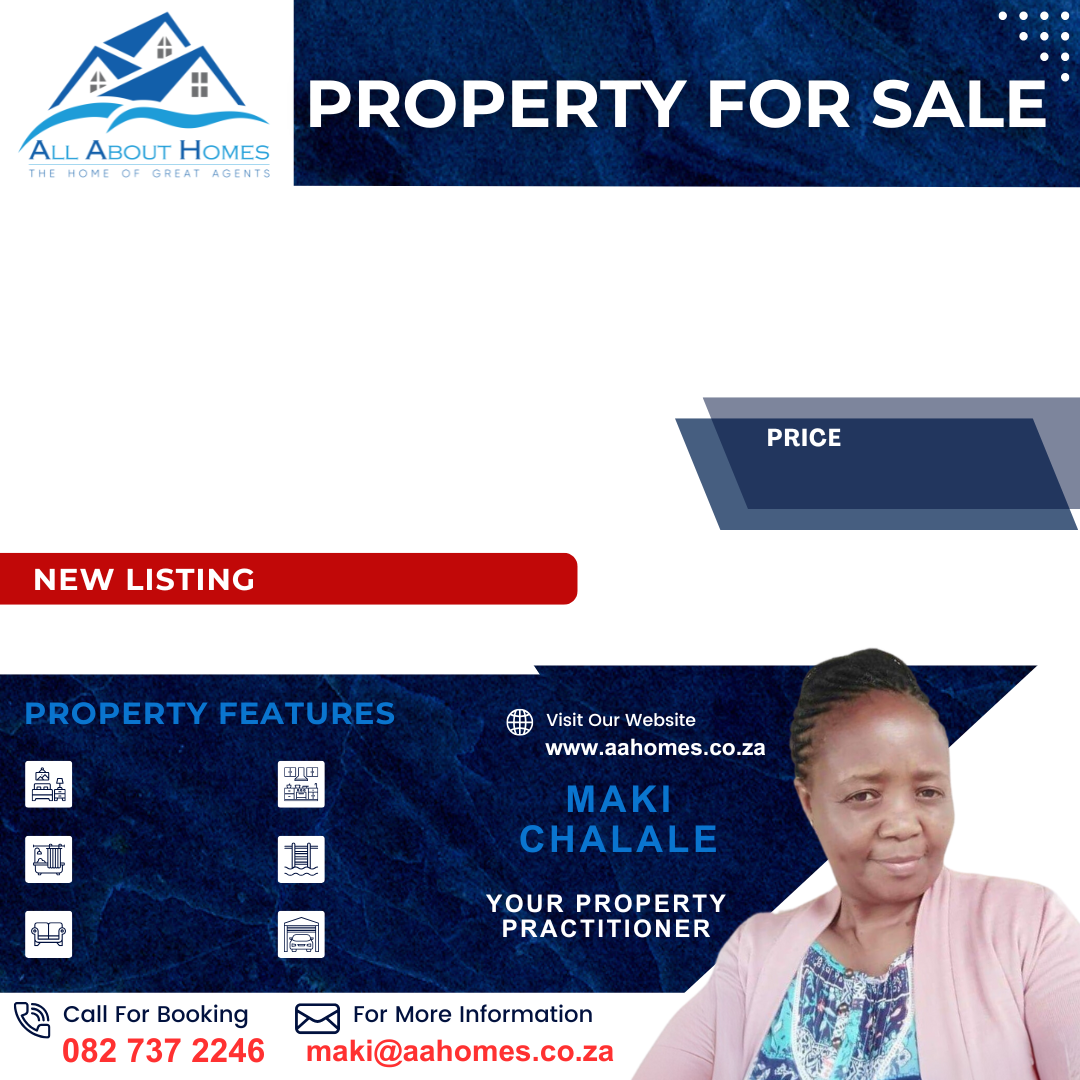 ALL ABOUT HOMES
THE HOME OF GREAT AGENTS
PROPERTY FOR SALE
PRICE
NEW LISTING
PROPERTY FEATURES
Visit Our Website
www.aahomes.co.za
MAKI
CHALALE
YOUR PROPERTY
PRACTITIONER
Call For Booking
082 737 2246
For More Information
maki@aahomes.co.za